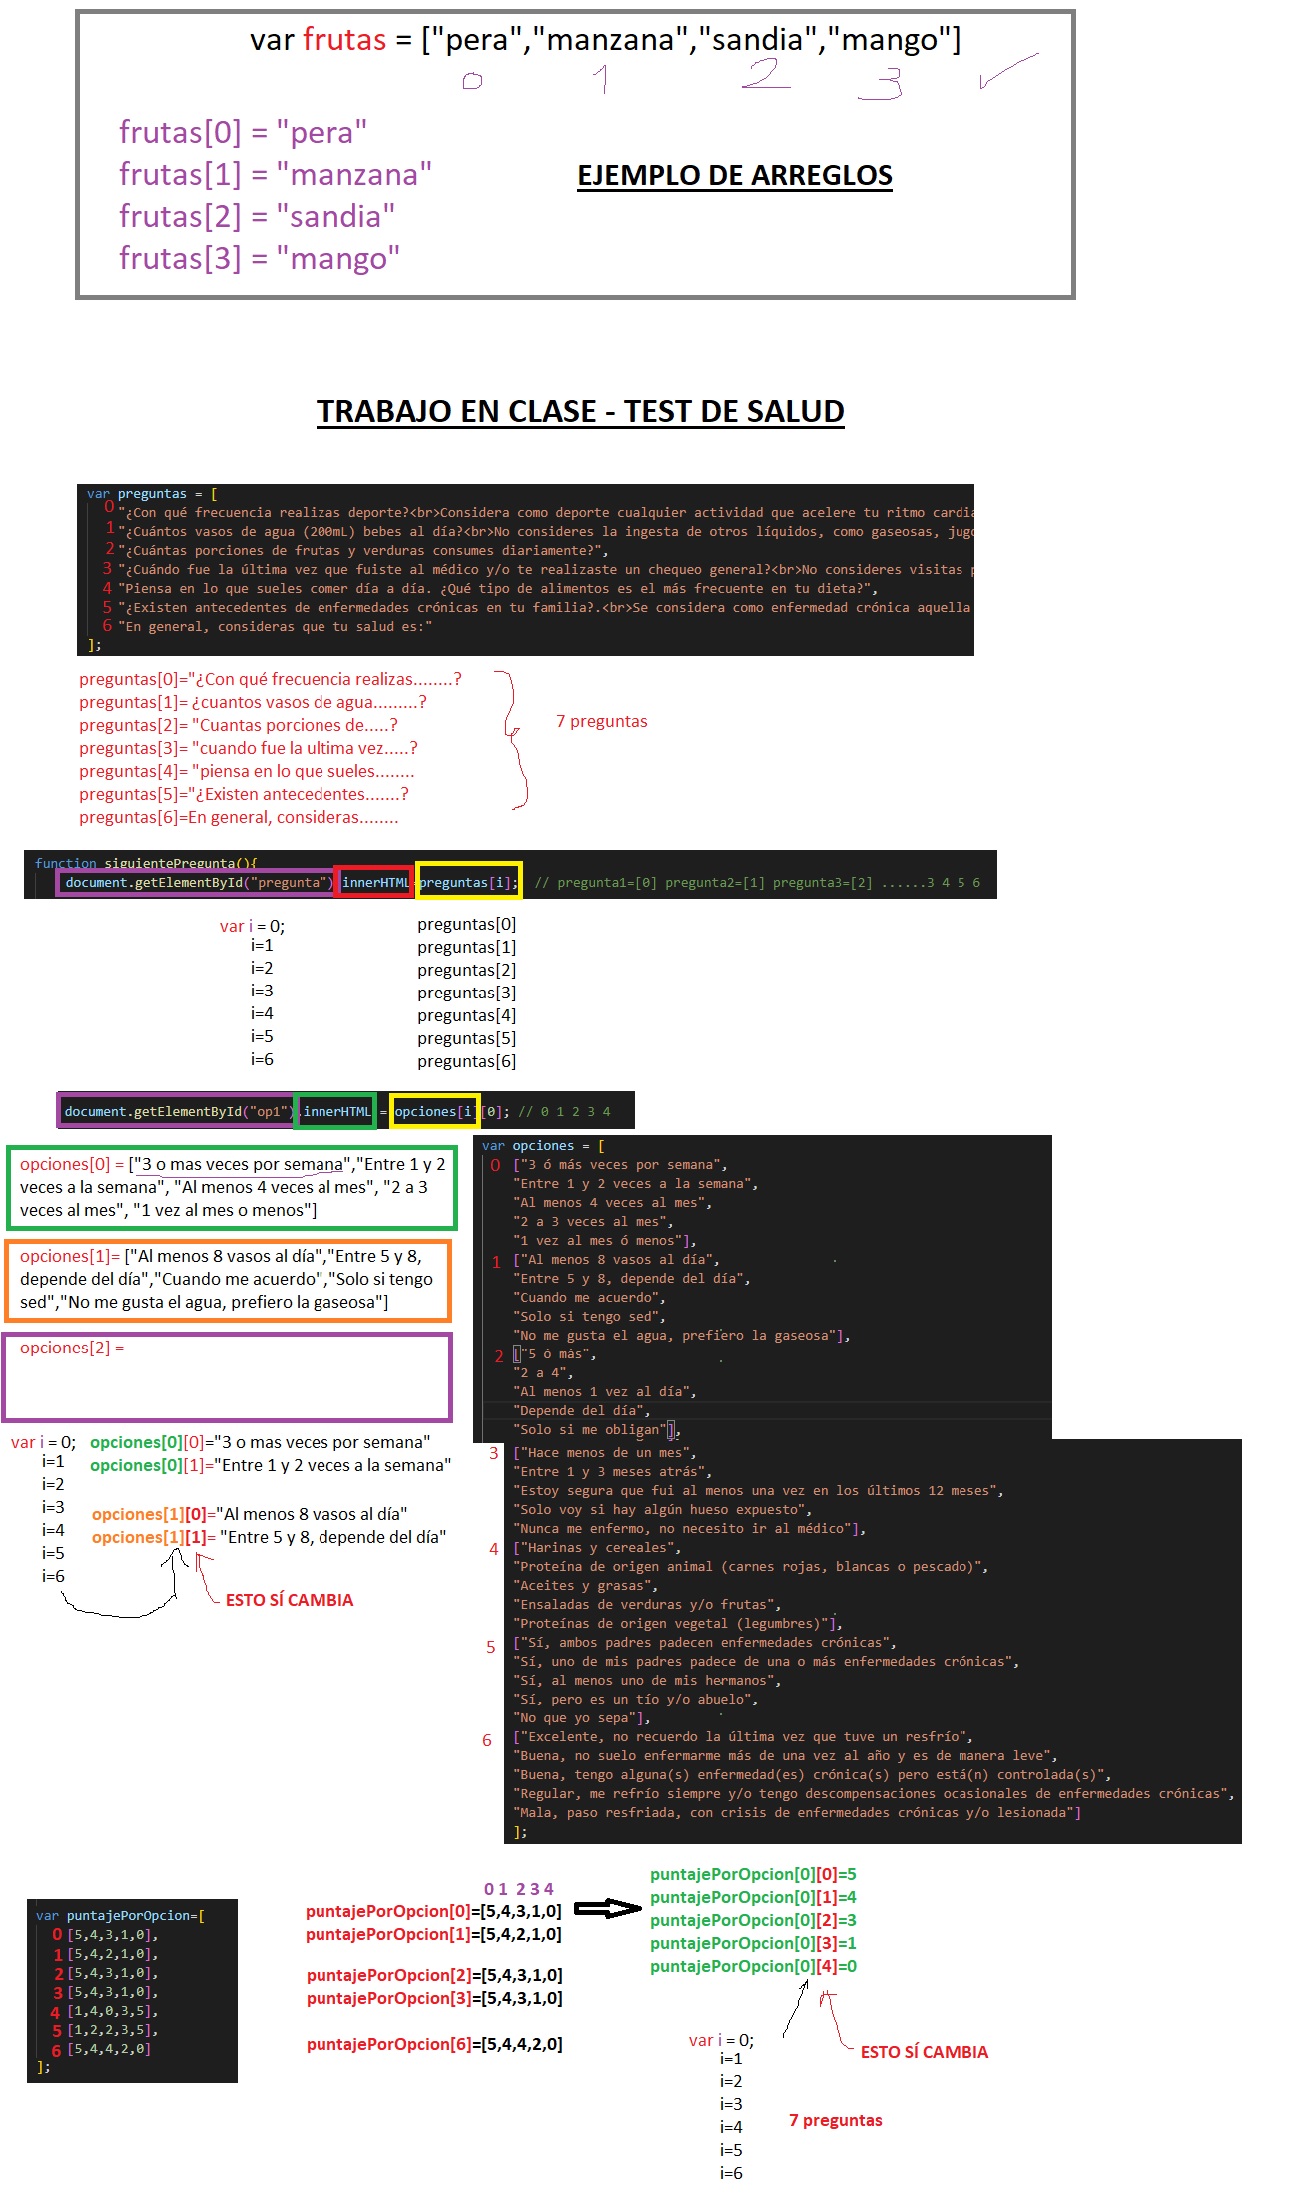 var frutas = ["pera","manzana","sandia","mango"]
0 1 2 3
frutas[0] = "pera"
frutas[1] = "manzana"
frutas[2] = "sandia"
frutas[3] = "mango"
EJEMPLO DE ARREGLOS
TRABAJO EN CLASE - TEST DE SALUD
var preguntas = [
0 "¿Con qué frecuencia realizas deporte?<br>Considera como deporte cualquier actividad que acelere tu ritmo cardia
1 "¿Cuántos vasos de agua (200mL) bebes al día?<br>No consideres la ingesta de otros líquidos, como gaseosas, jugo
2 "¿Cuántas porciones de frutas y verduras consumes diariamente?",
3 "¿Cuándo fue la última vez que fuiste al médico y/o te realizaste un chequeo general?<br>No consideres visitas p
4 "Piensa en lo que sueles comer día a día. ¿Qué tipo de alimentos es el más frecuente en tu dieta?",
5 "¿Existen antecedentes de enfermedades crónicas en tu familia?.<br>Se considera como enfermedad crónica aquella
6 "En general, consideras que tu salud es:"
];
preguntas[0]="¿Con qué frecuencia realizas........?
preguntas[1]= ¿cuantos vasos de agua.........?
preguntas[2]= "Cuantas porciones de.....?
preguntas[3]= "cuando fue la ultima vez.....?
preguntas[4]= "piensa en lo que sueles........
preguntas[5]="¿Existen antecedentes.......?
preguntas[6]=En general, consideras........
7 preguntas
function siguientePregunta(){
document.getElementById("pregunta").innerHTML=preguntas[i]; // pregunta1=[0] pregunta2=[1] pregunta3=[2] ......3 4 5 6
var i = 0;
i=1
i=2
i=3
i=4
i=5
i=6
preguntas[0]
preguntas[1]
preguntas[2]
preguntas[3]
preguntas[4]
preguntas[5]
preguntas[6]
document.getElementById("op1").innerHTML = opciones[i][0]; // 0 1 2 3 4
opciones[0] = ["3 o mas veces por semana","Entre 1 y 2
veces a la semana", "Al menos 4 veces al mes", "2 a 3
veces al mes", "1 vez al mes o menos"]
opciones[1]= ["Al menos 8 vasos al día","Entre 5 y 8,
depende del día","Cuando me acuerdo","Solo si tengo
sed","No me gusta el agua, prefiero la gaseosa"]
opciones[2] =
var i = 0;
i=1
i=2
i=3
i=4
i=5
i=6
opciones[0][0]="3 o mas veces por semana"
opciones[0][1]="Entre 1 y 2 veces a la semana"
opciones[1][0]="Al menos 8 vasos al día"
opciones[1][1]= "Entre 5 y 8, depende del día"
ESTO SÍ CAMBIA
var opciones = [
0 ["3 ó más veces por semana",
"Entre 1 y 2 veces a la semana",
"Al menos 4 veces al mes",
"2 a 3 veces al mes",
"1 vez al mes ó menos"],
1 ["Al menos 8 vasos al día",
"Entre 5 y 8, depende del día",
"Cuando me acuerdo",
"Solo si tengo sed",
"No me gusta el agua, prefiero la gaseosa"],
2 ["5 ó más",
"2 a 4",
"Al menos 1 vez al día",
"Depende del día",
"Solo si me obligan"],
3 ["Hace menos de un mes",
"Entre 1 y 3 meses atrás",
"Estoy segura que fui al menos una vez en los últimos 12 meses",
"Solo voy si hay algún hueso expuesto",
"Nunca me enfermo, no necesito ir al médico"],
4 ["Harinas y cereales",
"Proteína de origen animal (carnes rojas, blancas o pescado)",
"Aceites y grasas",
"Ensaladas de verduras y/o frutas",
"Proteínas de origen vegetal (legumbres)"],
5 ["Sí, ambos padres padecen enfermedades crónicas",
"Sí, uno de mis padres padece de una o más enfermedades crónicas",
"Sí, al menos uno de mis hermanos",
"Sí, pero es un tío y/o abuelo",
"No que yo sepa"],
6 ["Excelente, no recuerdo la última vez que tuve un resfrío",
"Buena, no suelo enfermarme más de una vez al año y es de manera leve",
"Buena, tengo alguna(s) enfermedad(es) crónica(s) pero está(n) controlada(s)",
"Regular, me refrío siempre y/o tengo descompensaciones ocasionales de enfermedades crónicas",
"Mala, paso resfriada, con crisis de enfermedades crónicas y/o lesionada"]
];
var puntajePorOpcion=[
0 [5,4,3,1,0],
1 [5,4,2,1,0],
2 [5,4,3,1,0],
3 [5,4,3,1,0],
4 [1,4,0,3,5],
5 [1,2,2,3,5],
6 [5,4,4,2,0]
];
0 1 2 3 4
puntajePorOpcion[0]=[5,4,3,1,0]
puntajePorOpcion[1]=[5,4,2,1,0]
puntajePorOpcion[2]=[5,4,3,1,0]
puntajePorOpcion[3]=[5,4,3,1,0]
puntajePorOpcion[6]=[5,4,4,2,0]
puntajePorOpcion[0][0]=5
puntajePorOpcion[0][1]=4
puntajePorOpcion[0][2]=3
puntajePorOpcion[0][3]=1
puntajePorOpcion[0][4]=0
var i = 0;
i=1
i=2
i=3
i=4
i=5
i=6
ESTO SÍ CAMBIA
7 preguntas